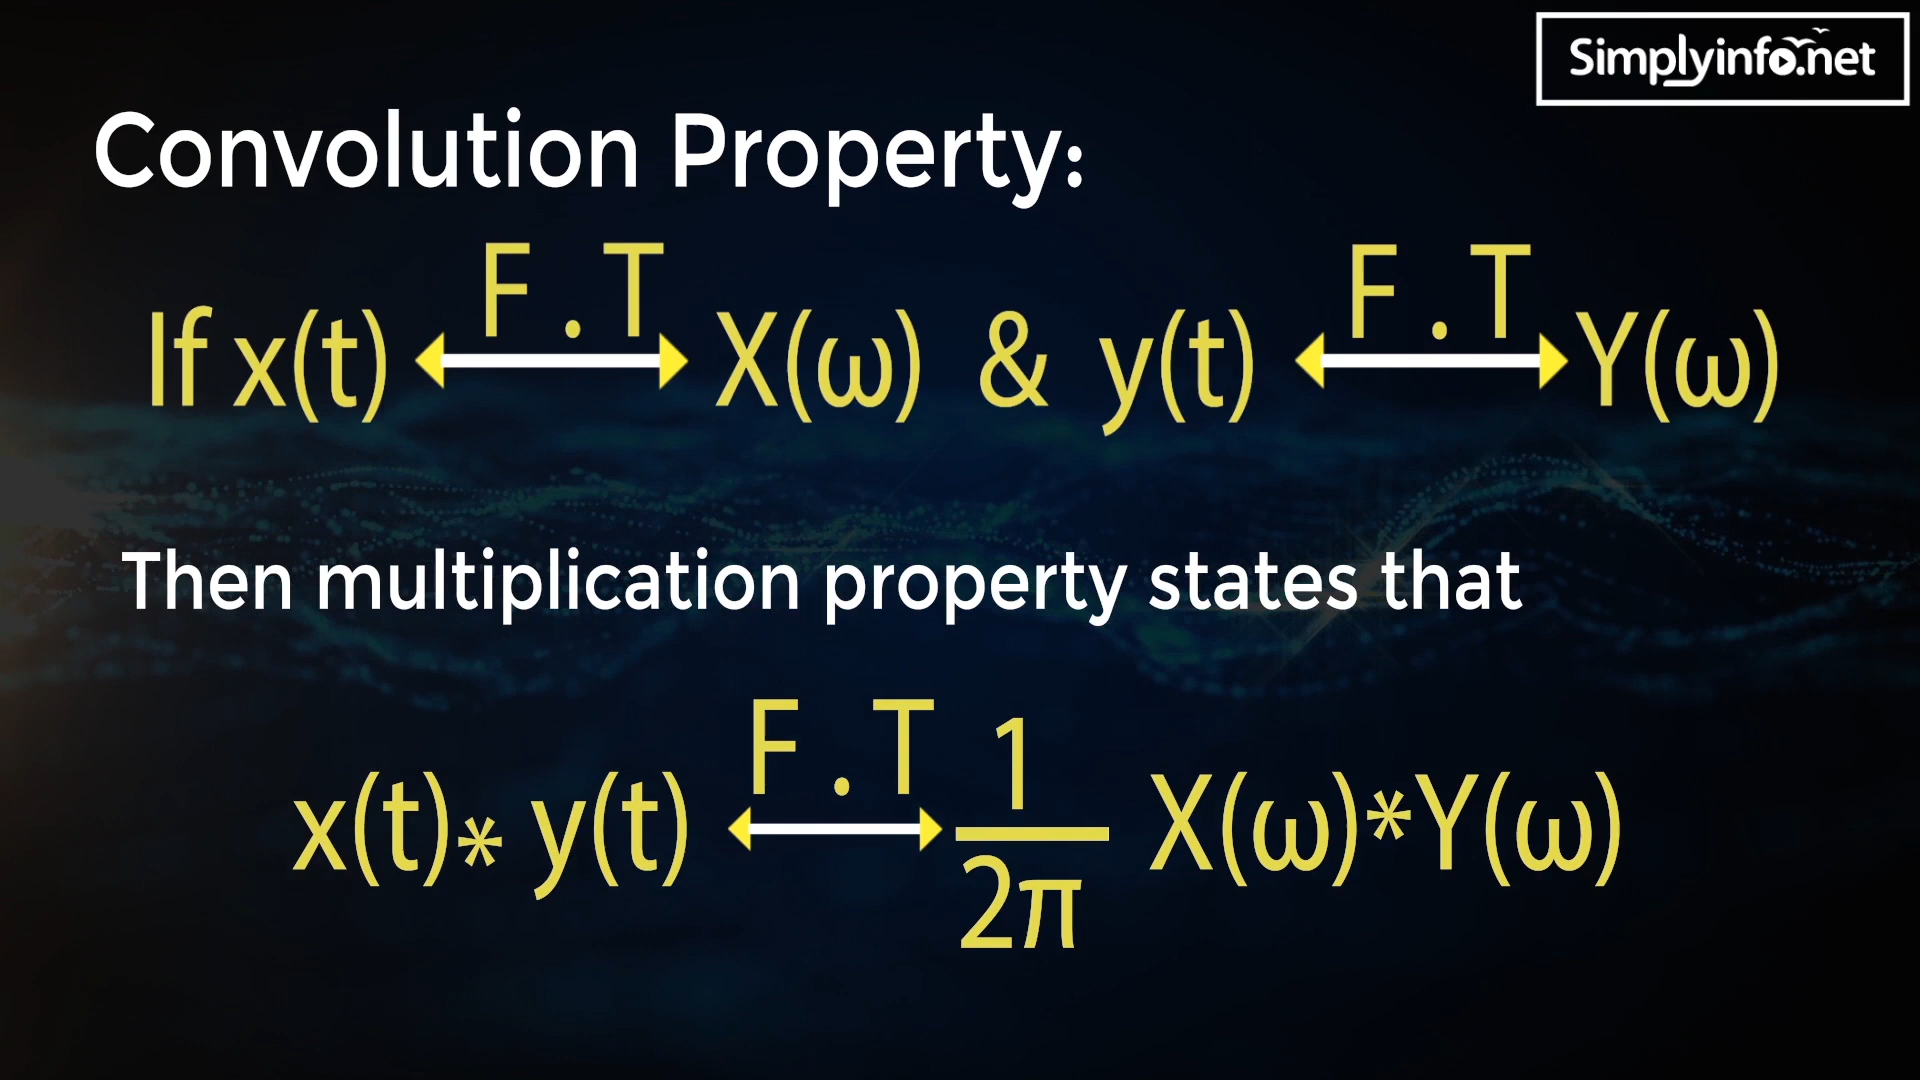 Simplyinfo.net
Convolution Property:
If x(t) F . T X(ω) & y(t) F . T Y(ω)
Then multiplication property states that
x(t)* y(t) F . T 1/2π X(ω)*Y(ω)